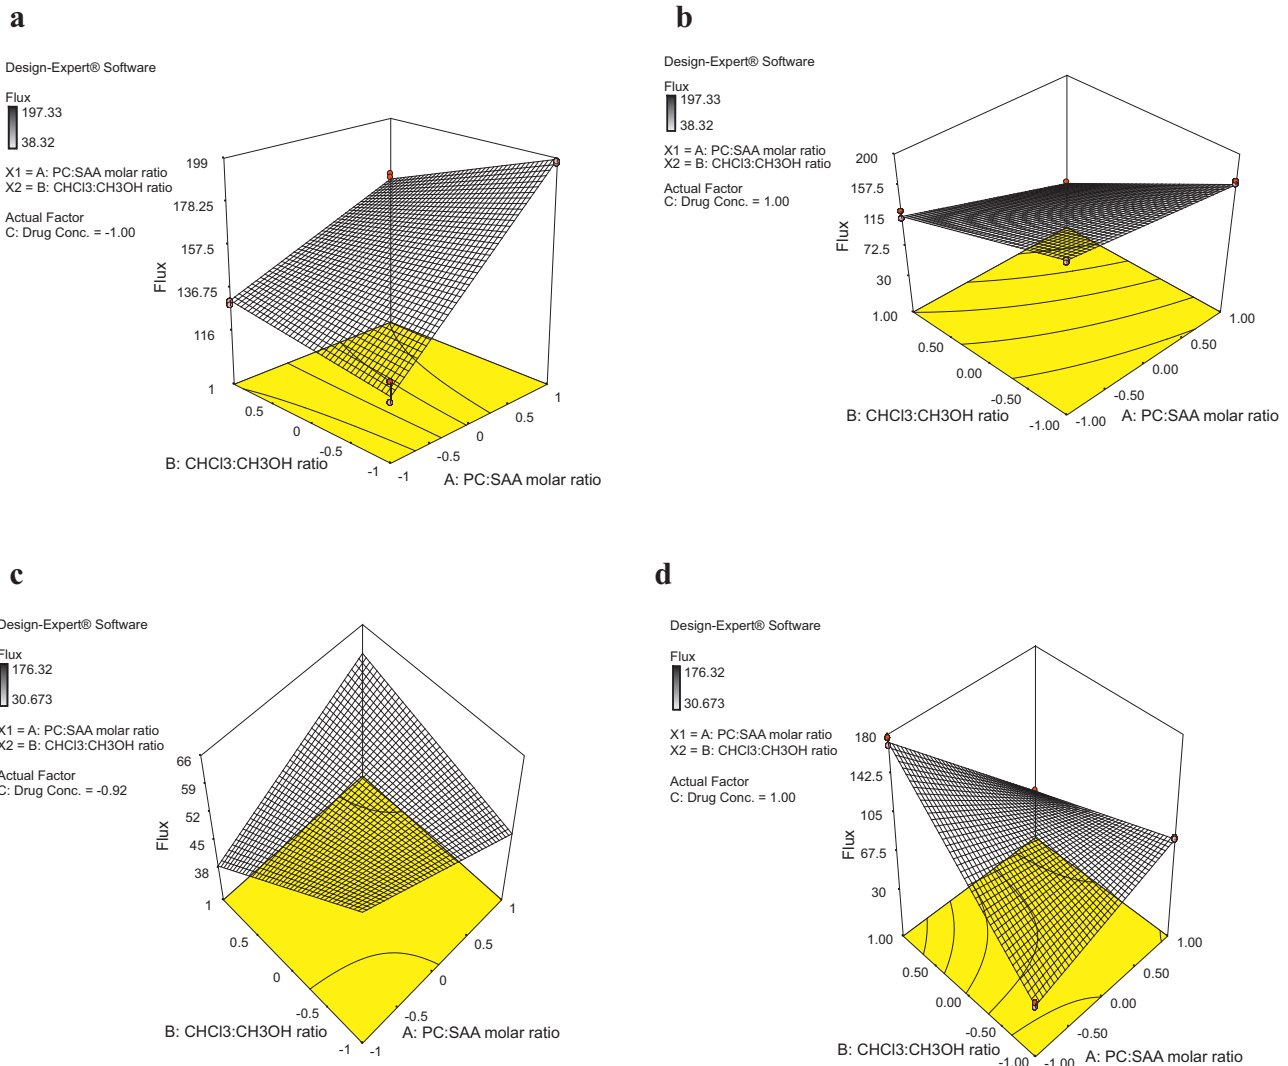 a
Design-Expert® Software
Flux
197.33
38.32
X1 = A: PC:SAA molar ratio
X2 = B: CHCl3:CH3OH ratio
Actual Factor
C: Drug Conc. = -1.00
199
178.25
157.5
136.75
116
Flux
1
0.5
0
-0.5
-1
B: CHCl3:CH3OH ratio
-1
-0.5
0
0.5
1
A: PC:SAA molar ratio
b
Design-Expert® Software
Flux
197.33
38.32
X1 = A: PC:SAA molar ratio
X2 = B: CHCl3:CH3OH ratio
Actual Factor
C: Drug Conc. = 1.00
200
157.5
115
72.5
30
Flux
1.00
0.50
0.00
-0.50
-1.00
B: CHCl3:CH3OH ratio
-1.00
-0.50
0.00
0.50
1.00
A: PC:SAA molar ratio
c
Design-Expert® Software
Flux
176.32
30.673
X1 = A: PC:SAA molar ratio
X2 = B: CHCl3:CH3OH ratio
Actual Factor
C: Drug Conc. = -0.92
66
59
52
45
38
Flux
1
0.5
0
-0.5
-1
B: CHCl3:CH3OH ratio
-1
-0.5
0
0.5
1
A: PC:SAA molar ratio
d
Design-Expert® Software
Flux
176.32
30.673
X1 = A: PC:SAA molar ratio
X2 = B: CHCl3:CH3OH ratio
Actual Factor
C: Drug Conc. = 1.00
180
142.5
105
67.5
30
Flux
1.00
0.50
0.00
-0.50
-1.00
B: CHCl3:CH3OH ratio
-1.00
-0.50
0.00
0.50
1.00
A: PC:SAA molar ratio